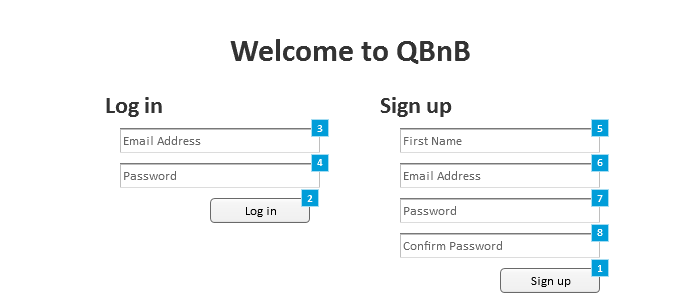 Welcome to QBnB
Log in
3
Email Address
4
Password
2
Log in
Sign up
5
First Name
6
Email Address
7
Password
8
Confirm Password
1
Sign up